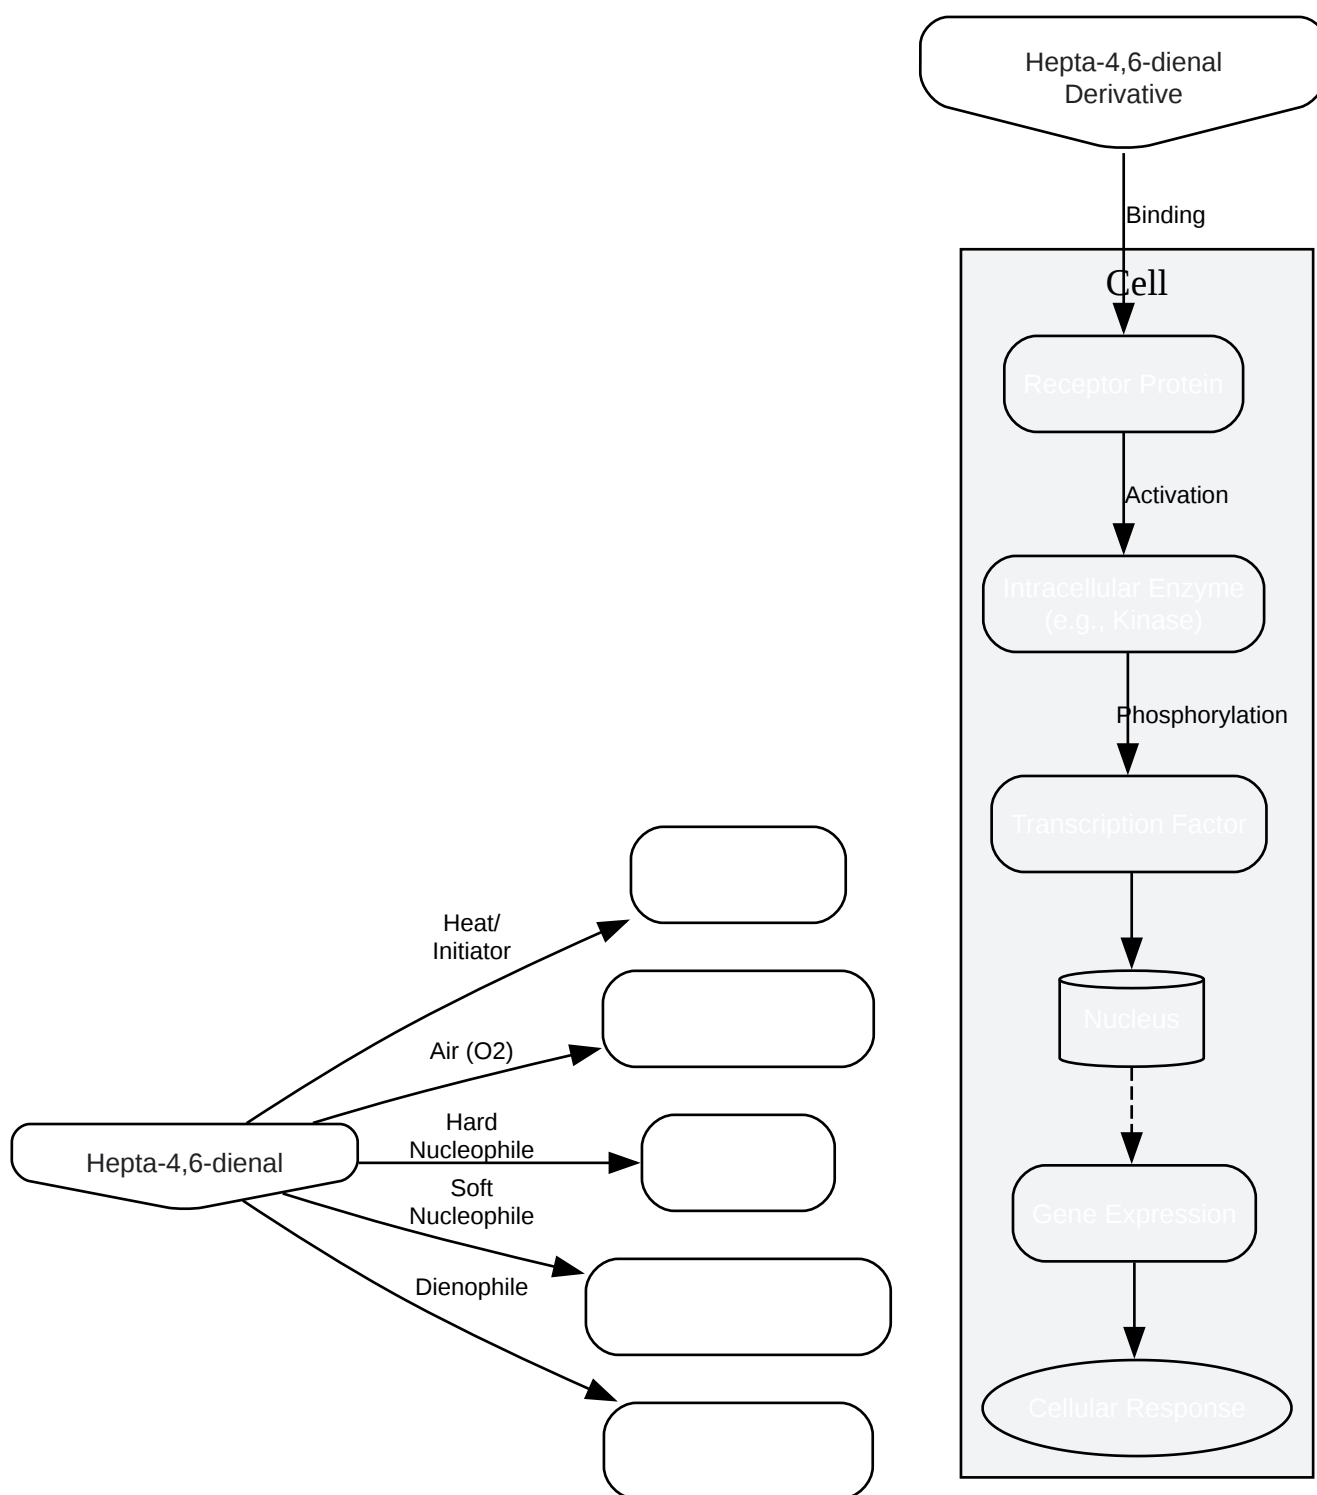 Hepta-4,6-dienal
Derivative
Binding
Cell
Receptor Protein
Activation
Intracellular Enzyme
(e.g., Kinase)
Phosphorylation
Transcription Factor
Nucleus
Gene Expression
Cellular Response
Heat/
Initiator
Air (O2)
Hard
Nucleophile
Hepta-4,6-dienal
Soft
Nucleophile
Dienophile